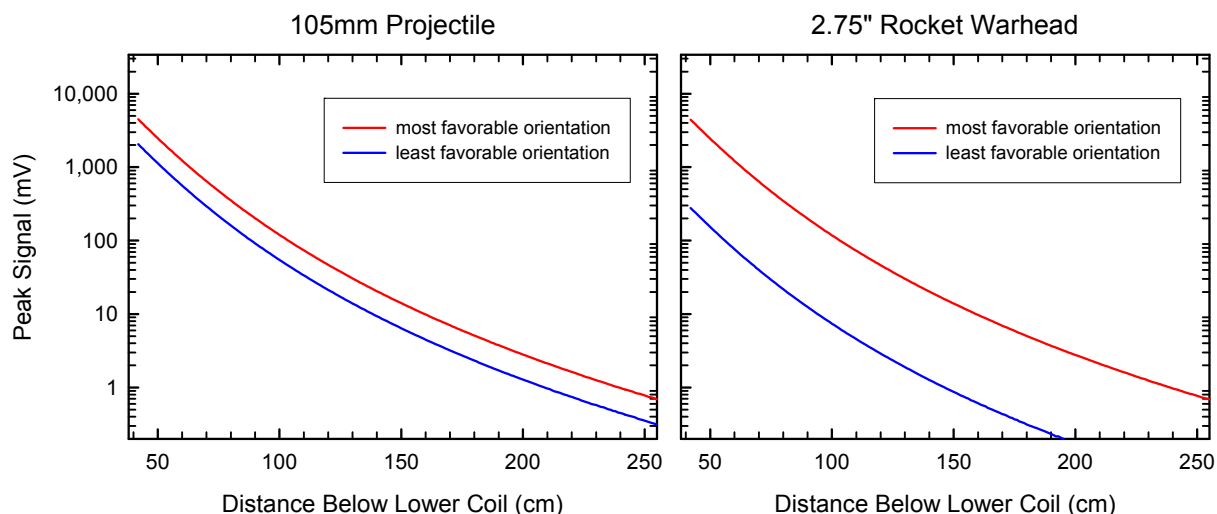 105mm Projectile
2.75" Rocket Warhead
Peak Signal (mV)
10,000
1,000
100
10
1
most favorable orientation
least favorable orientation
most favorable orientation
least favorable orientation
50 100 150 200 250
50 100 150 200 250
Distance Below Lower Coil (cm)
Distance Below Lower Coil (cm)